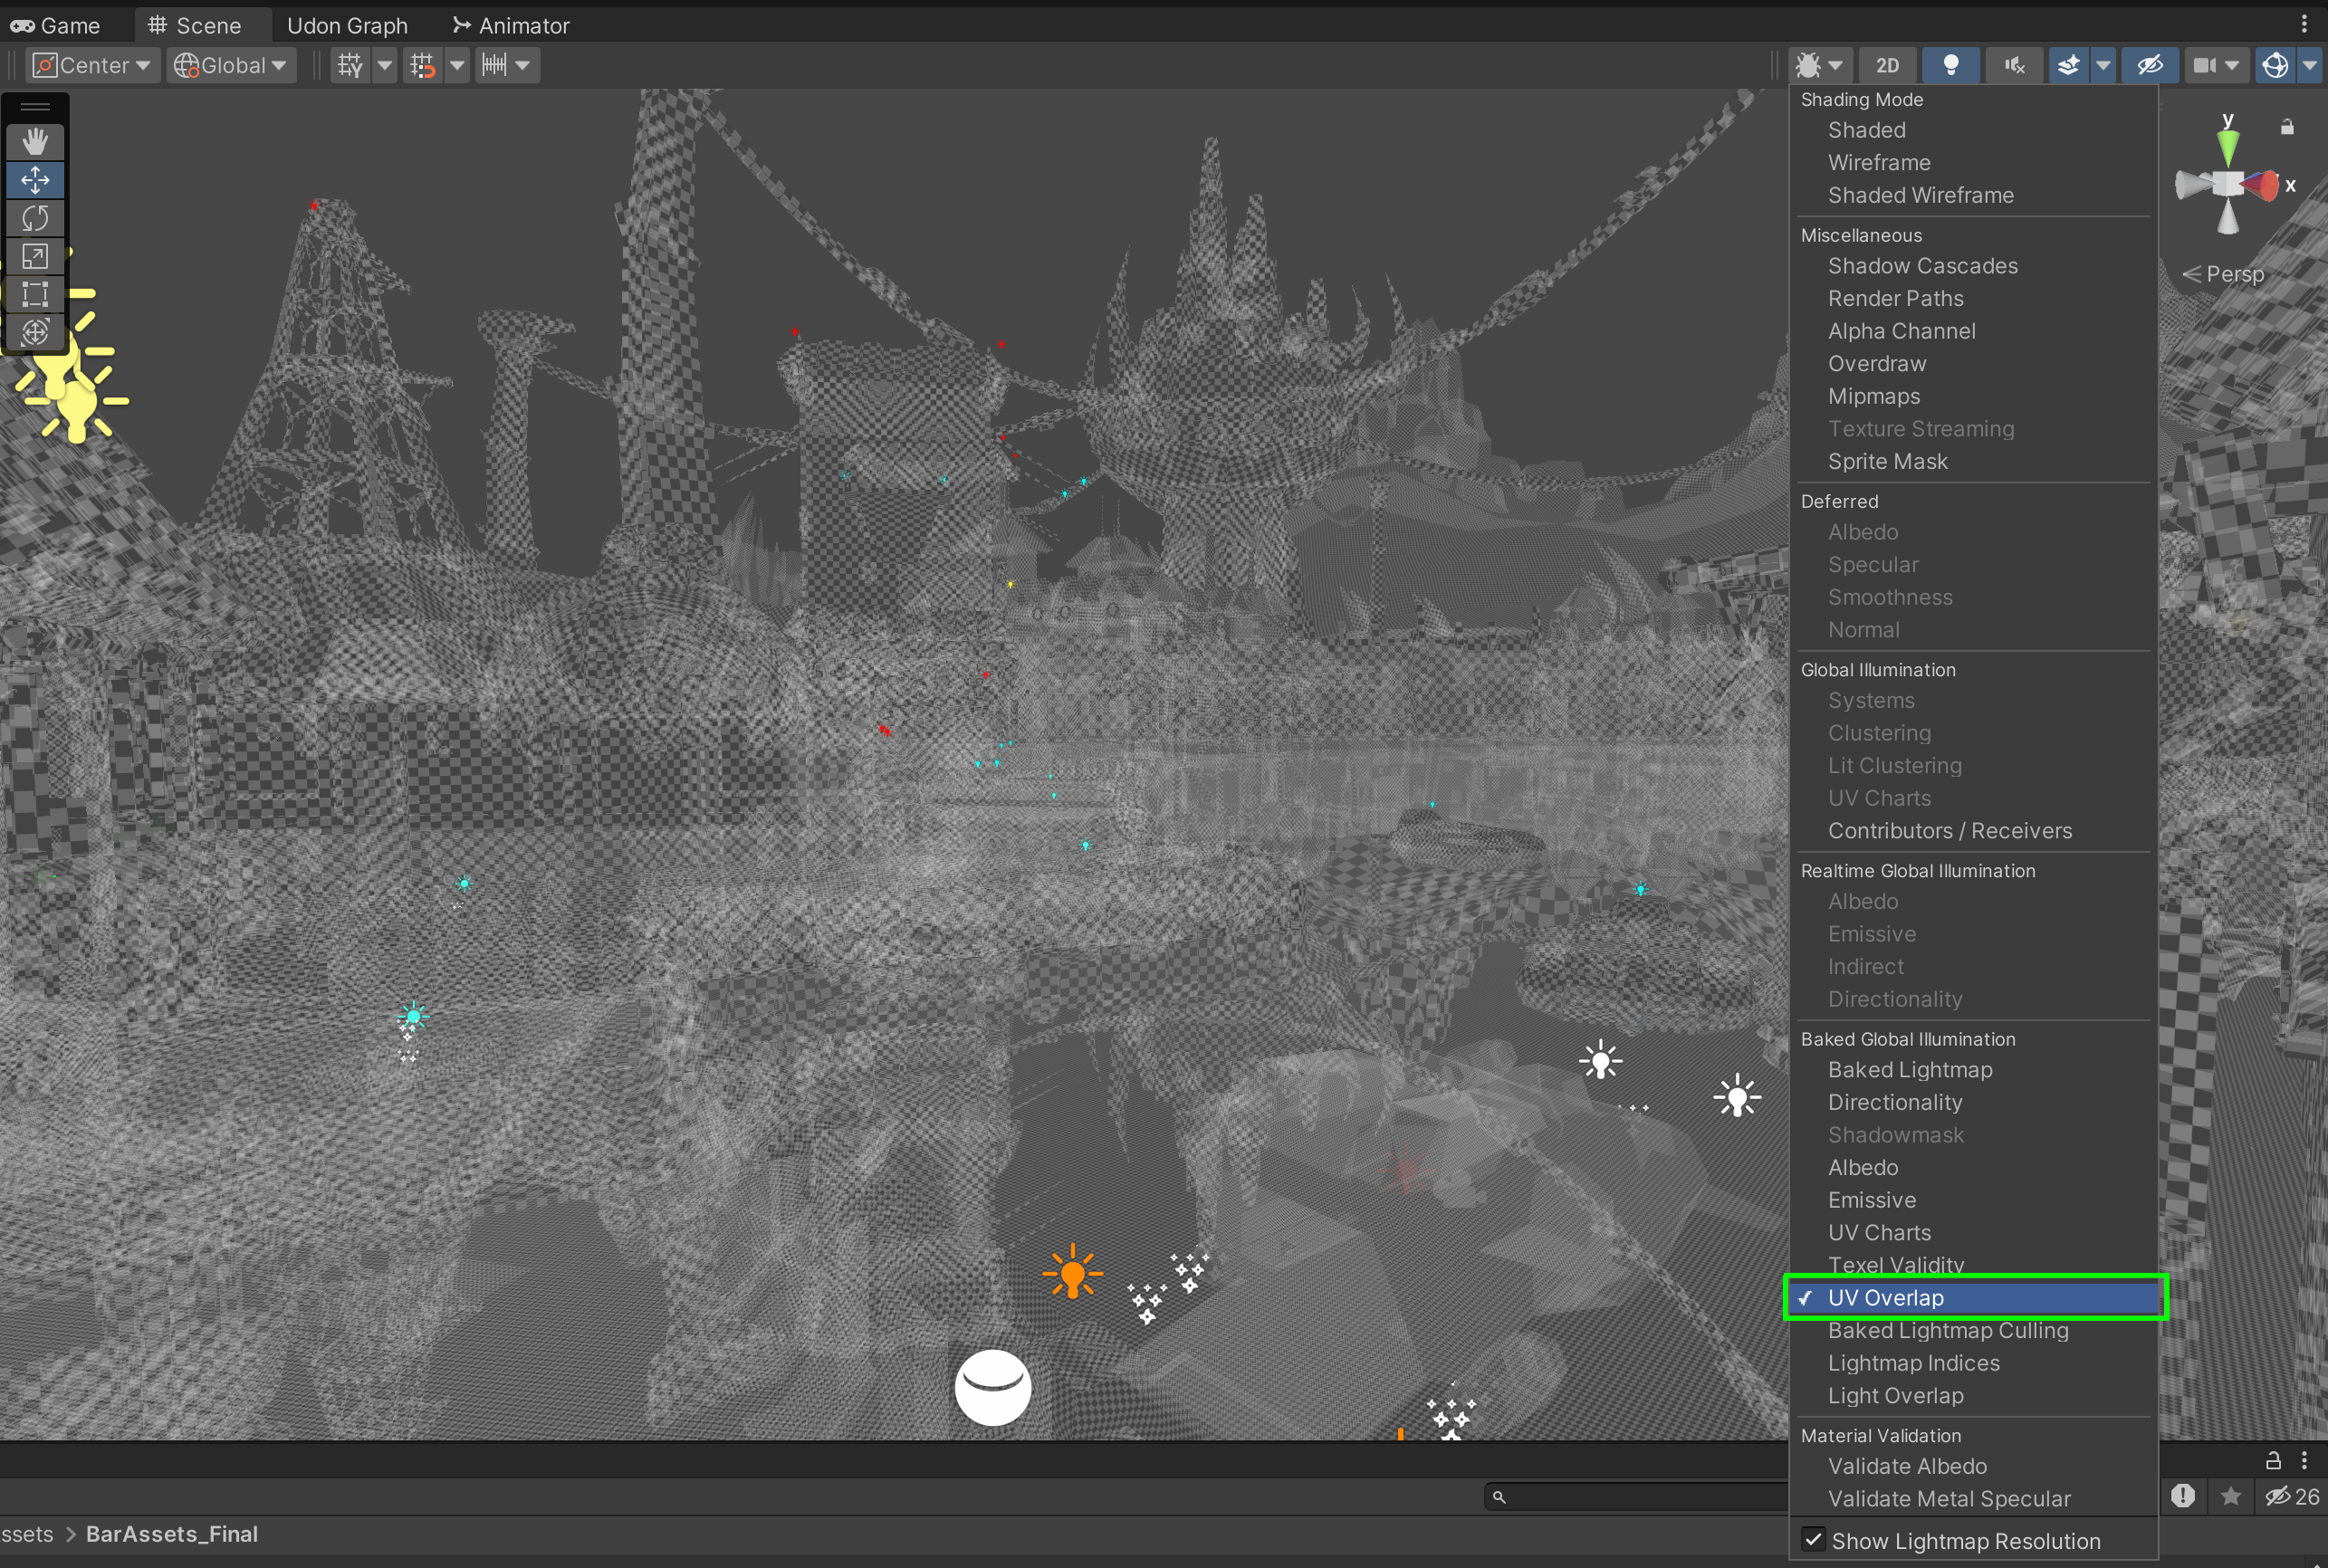 Game
Scene
Udon Graph
Animator
Center
Global
2D
Shading Mode
Shaded
Wireframe
Shaded Wireframe
Miscellaneous
Shadow Cascades
Render Paths
Alpha Channel
Overdraw
Mipmaps
Texture Streaming
Sprite Mask
Deferred
Albedo
Specular
Smoothness
Normal
Global Illumination
Systems
Clustering
Lit Clustering
UV Charts
Contributors / Receivers
Realtime Global Illumination
Albedo
Emissive
Indirect
Directionality
Baked Global Illumination
Baked Lightmap
Directionality
Shadowmask
Albedo
Emissive
UV Charts
Texel Validity
UV Overlap
Baked Lightmap Culling
Lightmap Indices
Light Overlap
Material Validation
Validate Albedo
Validate Metal Specular
Show Lightmap Resolution
y
x
Persp
26
ssets > BarAssets_Final